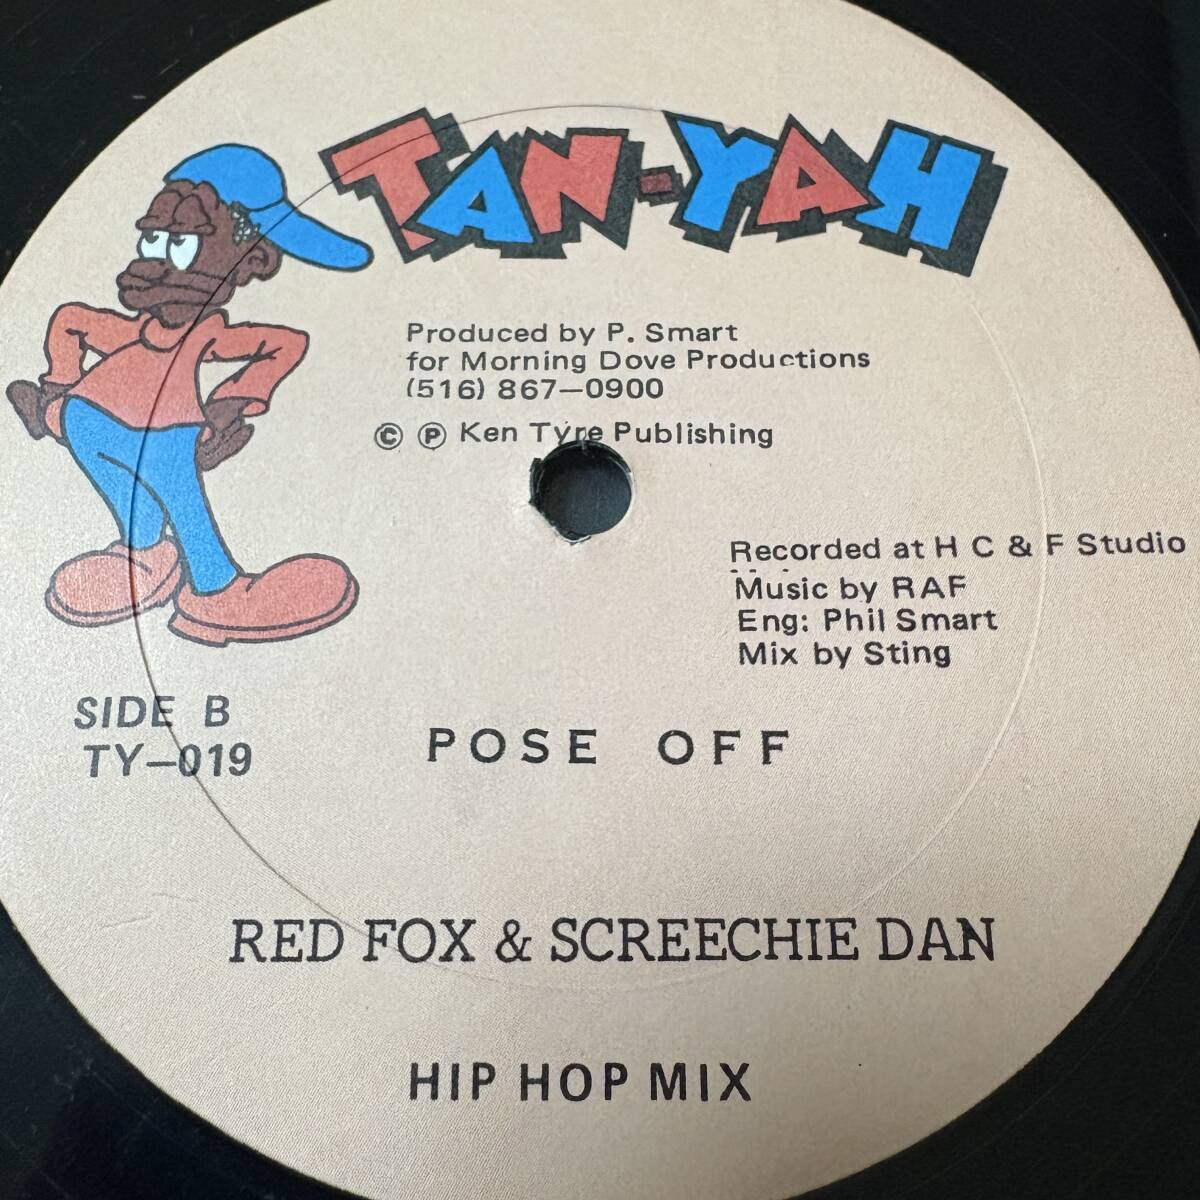 TAN-YAH
Produced by P. Smart
for Morning Dove Productions
(516) 867-0900
© ℗ Ken Tyre Publishing
Recorded at H C & F Studio
Music by RAF
Eng: Phil Smart
Mix by Sting
SIDE B
TY-019
POSE OFF
RED FOX & SCREECHIE DAN
HIP HOP MIX